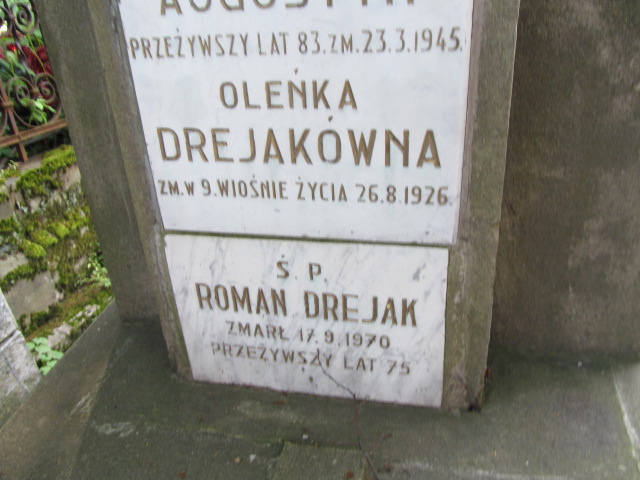 PRZEŻYWSZY LAT 83. ZM. 23.3.1945.
OLEŃKA
DREJAKÓWNA
ZM. W 9. WIOŚNIE ŻYCIA 26.8.1926.
Ś. P.
ROMAN DREJAK
ZMARŁ 17.9.1970
PRZEŻYWSZY LAT 75